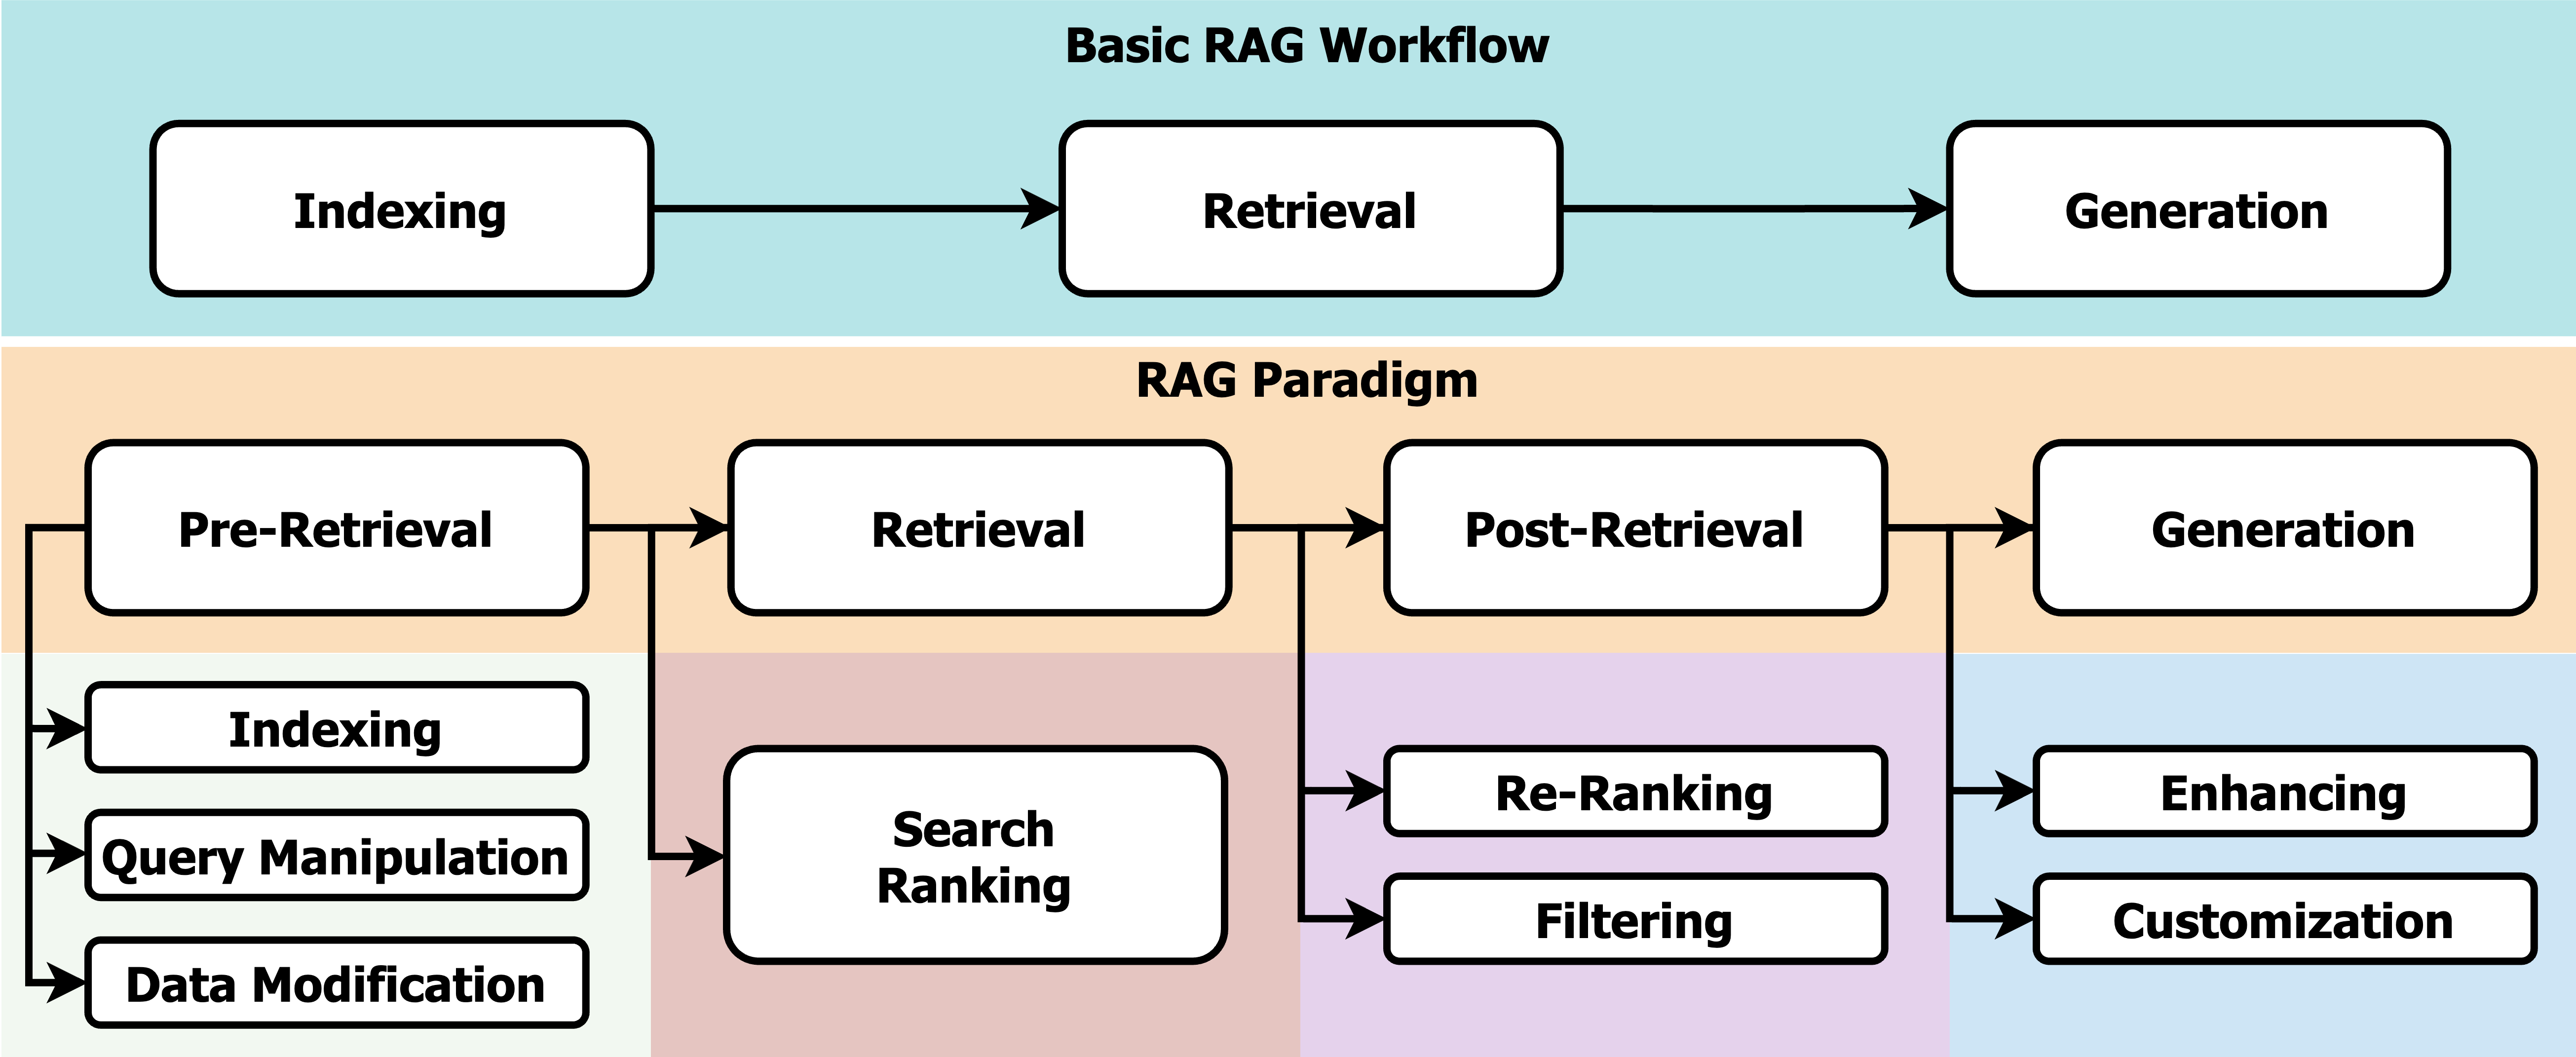 Basic RAG Workflow
Indexing
Retrieval
Generation
RAG Paradigm
Pre-Retrieval
Retrieval
Post-Retrieval
Generation
Indexing
Query Manipulation
Data Modification
Search
Ranking
Re-Ranking
Filtering
Enhancing
Customization